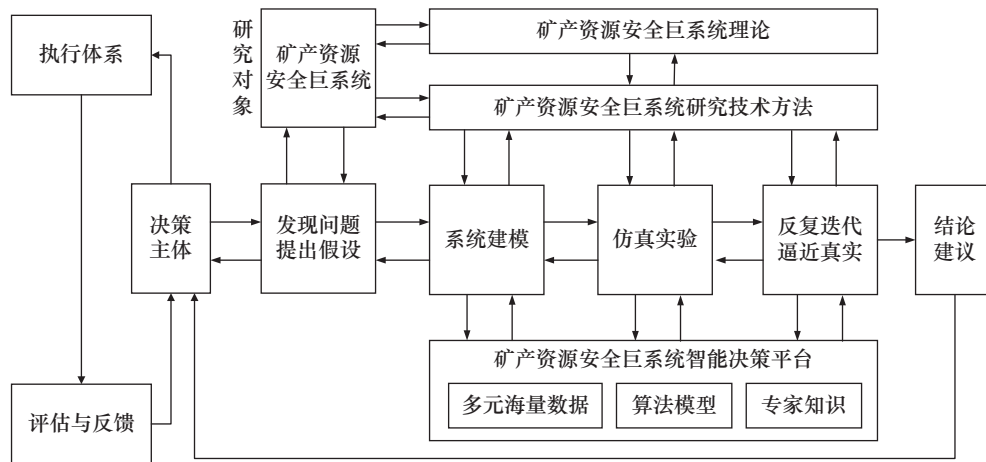 执行体系
研究对象
矿产资源
安全巨系统
矿产资源安全巨系统理论
矿产资源安全巨系统研究技术方法
决策
主体
发现问题
提出假设
系统建模
仿真实验
反复迭代
逼近真实
结论
建议
矿产资源安全巨系统智能决策平台
多元海量数据
算法模型
专家知识
评估与反馈